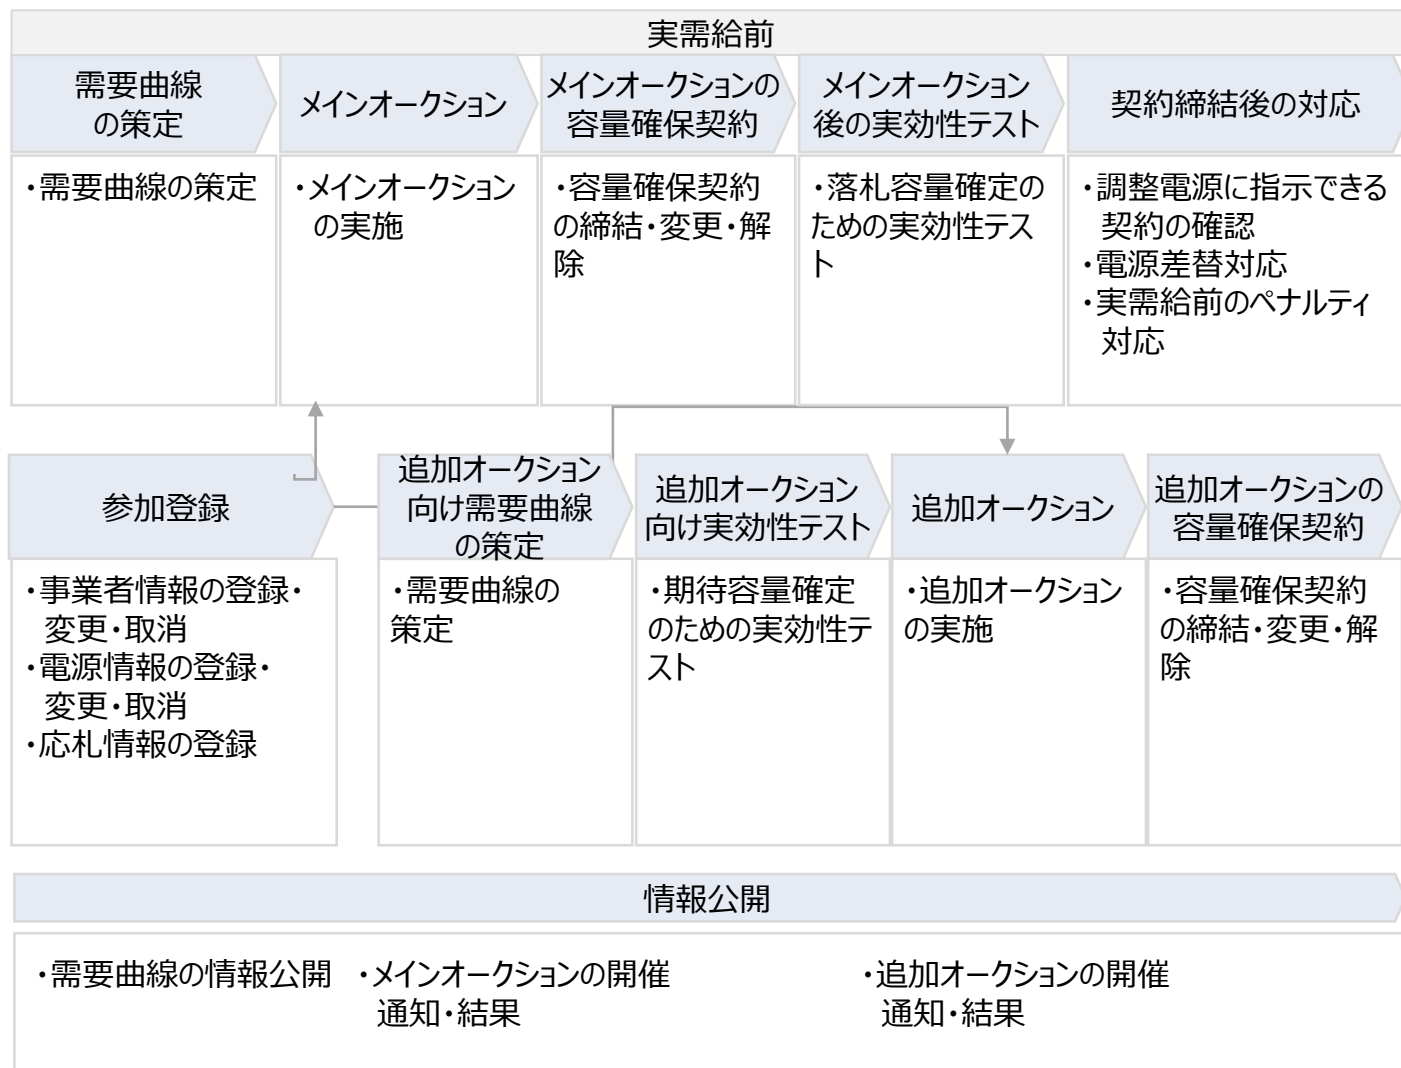 実需給前
需要曲線
の策定
メインオークション
メインオークションの
容量確保契約
メインオークション
後の実効性テスト
契約締結後の対応
・需要曲線の策定
・メインオークション
の実施
・容量確保契約
の締結・変更・解
除
・落札容量確定の
ための実効性テス
ト
・調整電源に指示できる
契約の確認
・電源差替対応
・実需給前のペナルティ
対応
参加登録
追加オークション
向け需要曲線
の策定
追加オークション
向け実効性テスト
追加オークション
追加オークションの
容量確保契約
・事業者情報の登録・
変更・取消
・電源情報の登録・
変更・取消
・応札情報の登録
・需要曲線の
策定
・期待容量確定
のための実効性テ
スト
・追加オークション
の実施
・容量確保契約
の締結・変更・解
除
情報公開
・需要曲線の情報公開
・メインオークションの開催
通知・結果
・追加オークションの開催
通知・結果